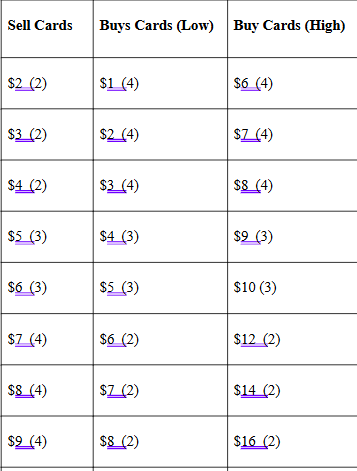 Sell Cards Buys Cards (Low) Buy Cards (High)
$2 (2) $1 (4) $6 (4)
$3 (2) $2 (4) $7 (4)
$4 (2) $3 (4) $8 (4)
$5 (3) $4 (3) $9 (3)
$6 (3) $5 (3) $10 (3)
$7 (4) $6 (2) $12 (2)
$8 (4) $7 (2) $14 (2)
$9 (4) $8 (2) $16 (2)